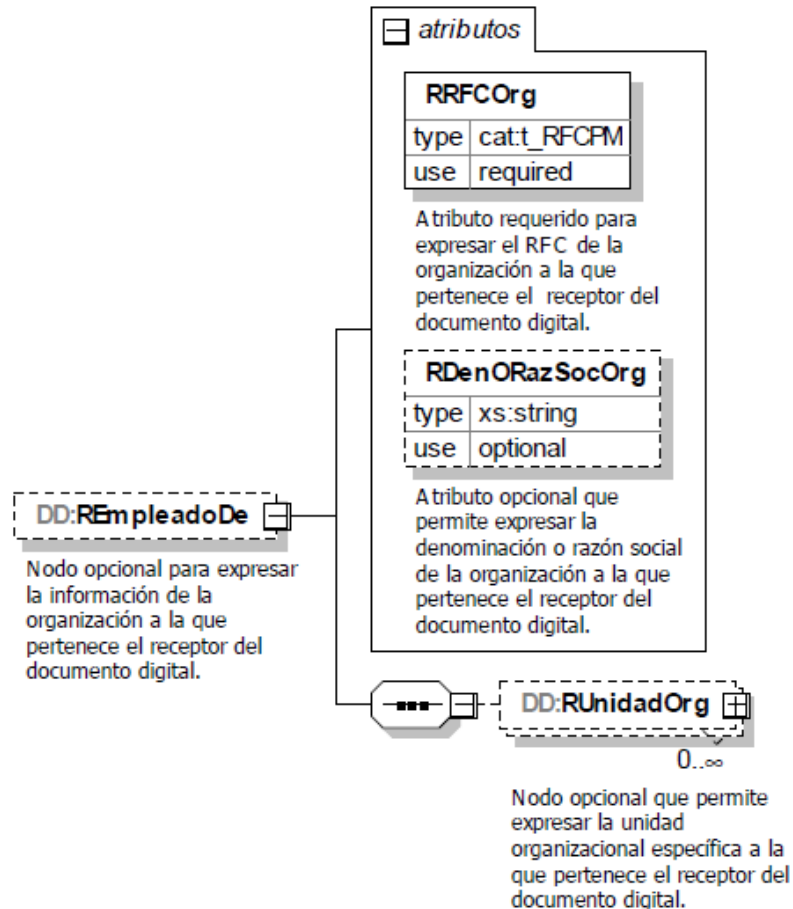 atributos
RRFCOrg
type cat:t_RFCPM
use required
Atributo requerido para
expresar el RFC de la
organización a la que
pertenece el receptor del
documento digital.
RDenORazSocOrg
type xs:string
use optional
Atributo opcional que
permite expresar la
denominación o razón social
de la organización a la que
pertenece el receptor del
documento digital.
DD:REmpleadoDe
Nodo opcional para expresar
la información de la
organización a la que
pertenece el receptor del
documento digital.
DD:RUnidadOrg
0..∞
Nodo opcional que permite
expresar la unidad
organizacional específica a la
que pertenece el receptor del
documento digital.